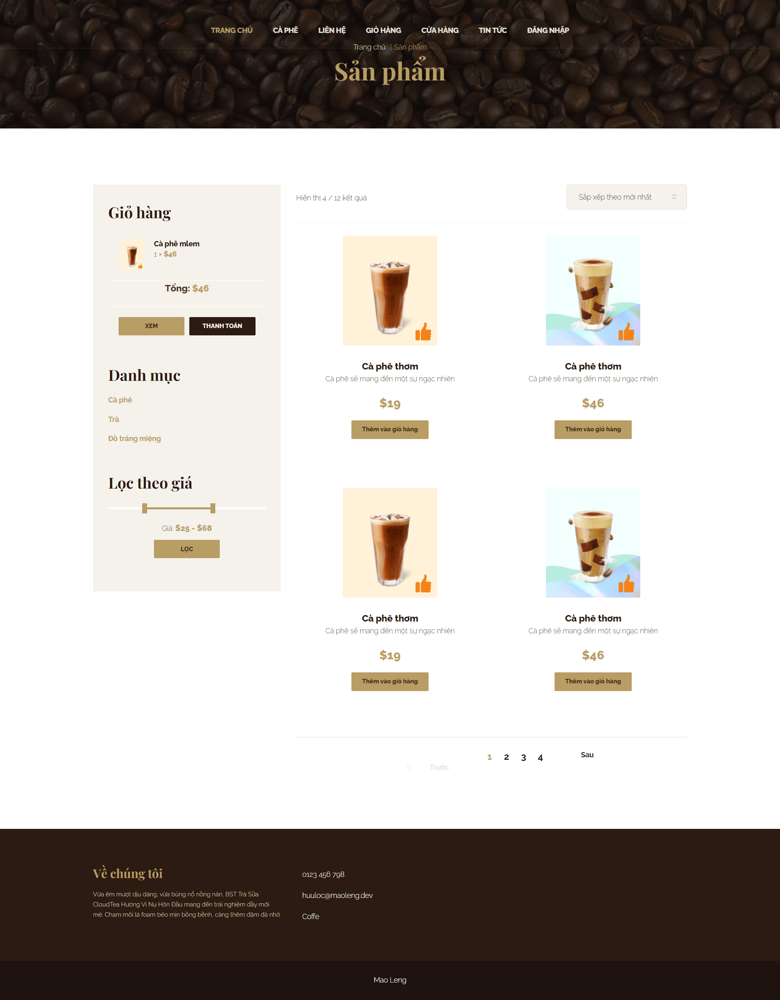 TRANG CHỦ CÀ PHÊ LIÊN HỆ GIỎ HÀNG CỬA HÀNG TIN TỨC ĐĂNG NHẬP
Trang chủ | Sản phẩm
Sản phẩm
Giỏ hàng
Cà phê mlem
1 × $46
Tổng: $46
XEM THANH TOÁN
Danh mục
Cà phê
Trà
Đồ tráng miệng
Lọc theo giá
Giá: $25 - $68
LỌC
Hiển thị 4 / 12 kết quả
Sắp xếp theo mới nhất
Cà phê thơm
Cà phê sẽ mang đến một sự ngạc nhiên
$19
Thêm vào giỏ hàng
Cà phê thơm
Cà phê sẽ mang đến một sự ngạc nhiên
$46
Thêm vào giỏ hàng
Cà phê thơm
Cà phê sẽ mang đến một sự ngạc nhiên
$19
Thêm vào giỏ hàng
Cà phê thơm
Cà phê sẽ mang đến một sự ngạc nhiên
$46
Thêm vào giỏ hàng
Trước
1 2 3 4
Sau
Về chúng tôi
Vừa êm mượt dịu dàng, vừa bùng nổ nồng nàn, BST Trà Sữa
CloudTea Hương Vị Nụ Hôn Đầu mang đến trải nghiệm đầy mới
mẻ. Chạm môi là foam béo mịn bồng bềnh, càng thêm đậm đà nhờ
0123 456 798
huuloc@maoleng.dev
Coffe
Mao Leng